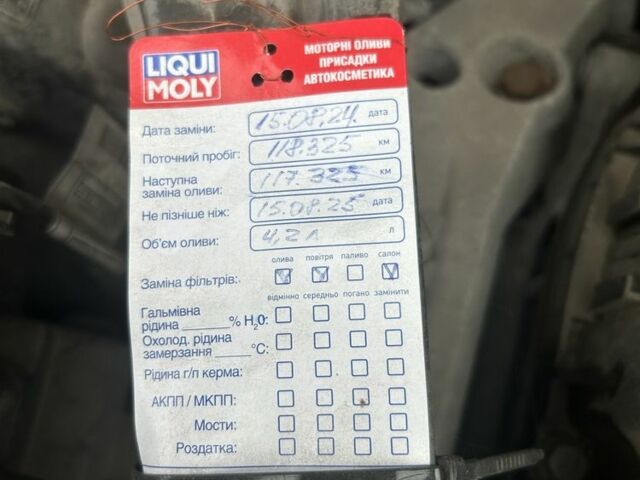 LIQUI
MOLY
МОТОРНІ ОЛИВИ
ПРИСАДКИ
АВТОКОСМЕТИКА
Дата заміни: 15.08.24 дата
Поточний пробіг: 118.325 км
Наступна
заміна оливи: 117.325 км
Не пізніше ніж: 15.08.25 дата
Об'єм оливи: 4,2л л
олива повітря паливо салон
Заміна фільтрів:
відмінно середньо погано замінити
Гальмівна
рідина ______% H₂O:
Охолод. рідина
замерзання _____°C:
Рідина г/п керма:
АКПП / МКПП:
Мости:
Роздатка: